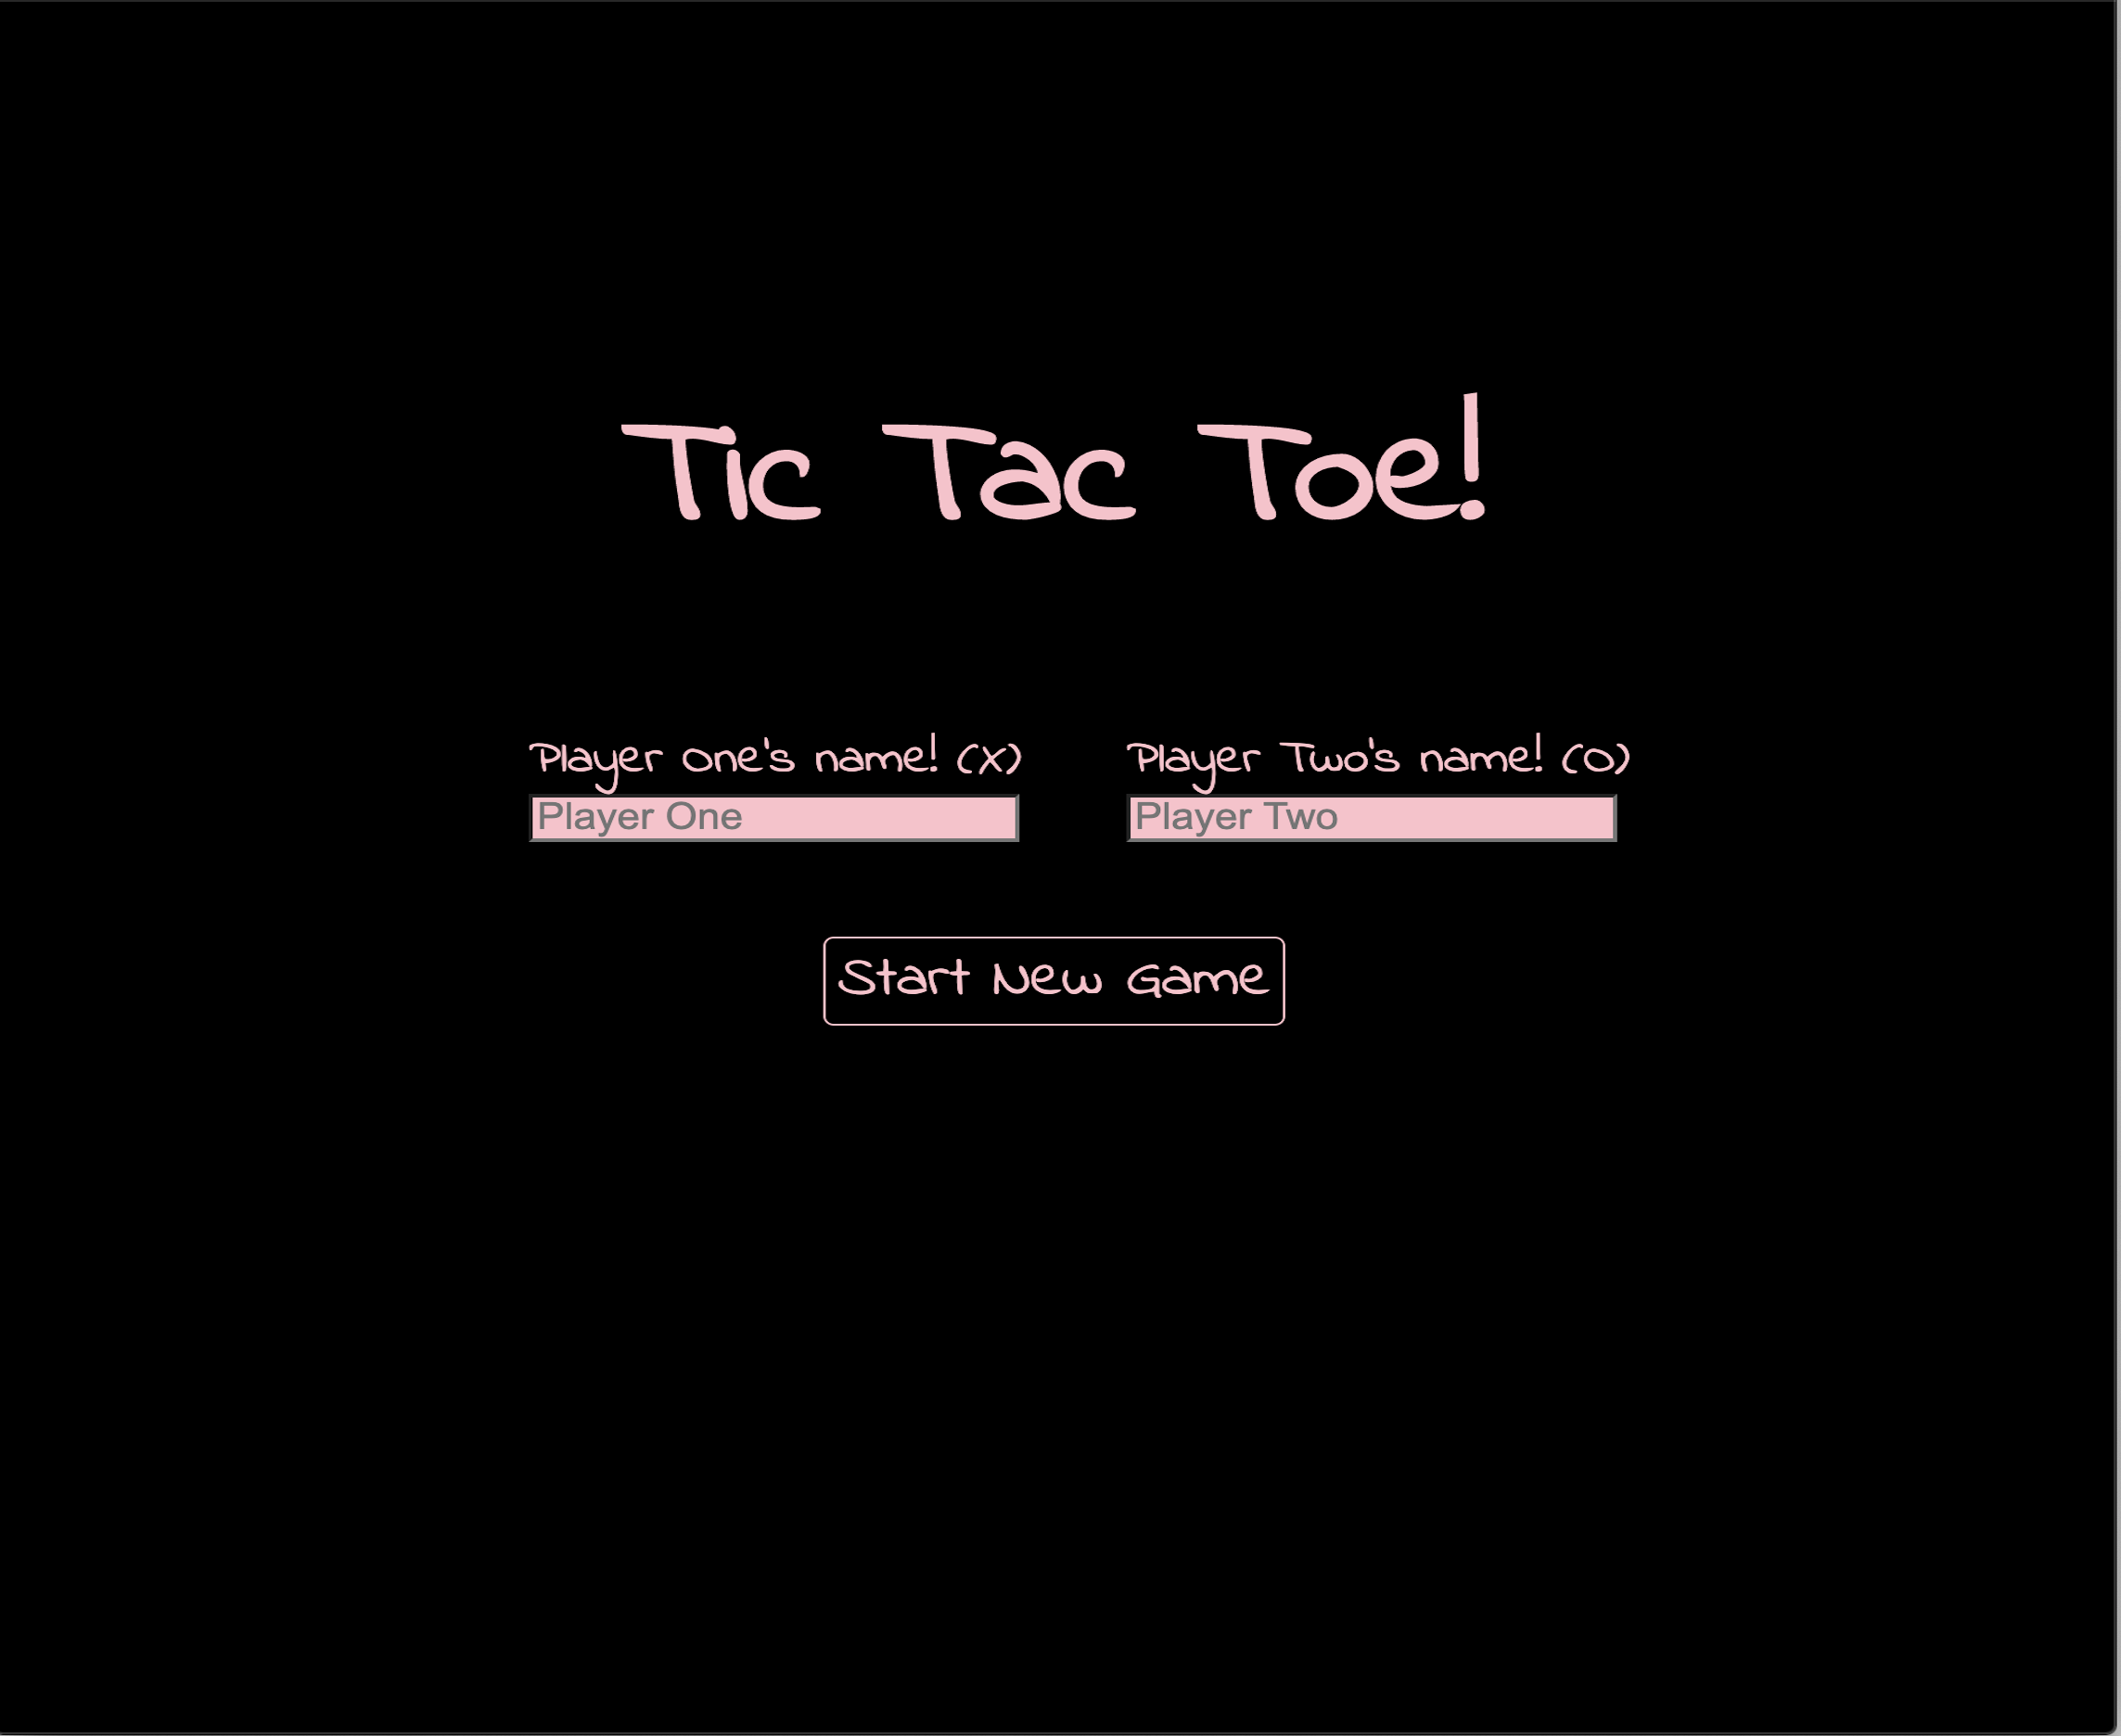 Tic Tac Toe!
Player One's name! (X)
Player One
Player Two's name! (O)
Player Two
Start New Game